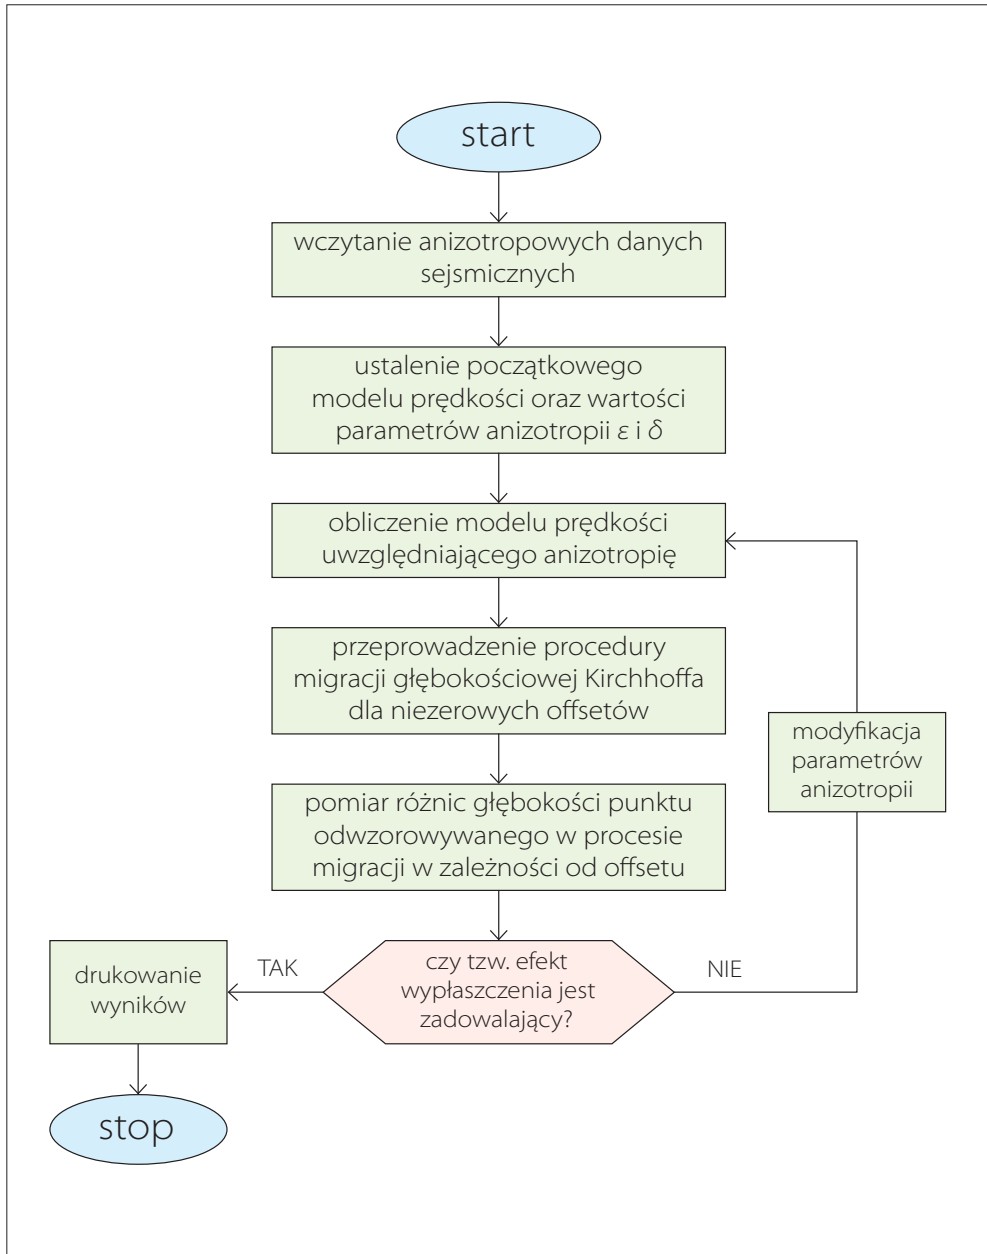 start
wczytanie anizotropowych danych
sejsmicznych
ustalenie początkowego
modelu prędkości oraz wartości
parametrów anizotropii ε i δ
obliczenie modelu prędkości
uwzględniającego anizotropię
przeprowadzenie procedury
migracji głębokościowej Kirchhoffa
dla niezerowych offsetów
modyfikacja
parametrów
anizotropii
pomiar różnic głębokości punktu
odwzorowywanego w procesie
migracji w zależności od offsetu
czy tzw. efekt
wypłaszczenia jest
zadowalający?
TAK
NIE
drukowanie
wyników
stop